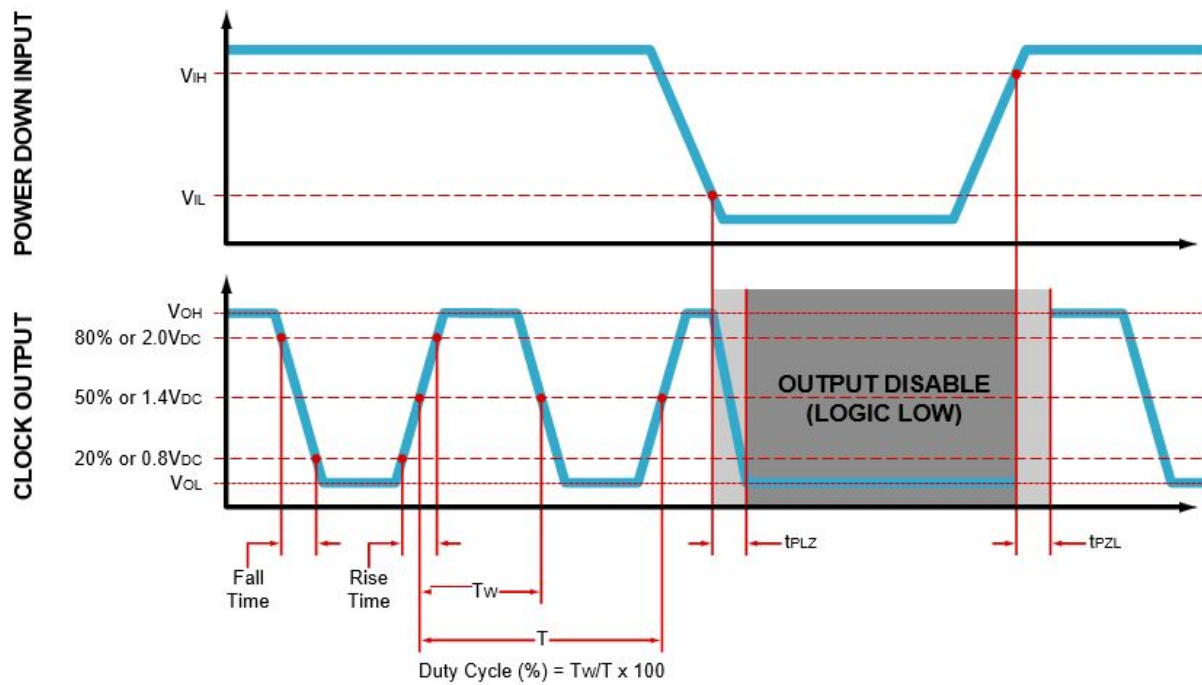 POWER DOWN INPUT
VIH
VIL
CLOCK OUTPUT
VOH
80% or 2.0VDC
50% or 1.4VDC
20% or 0.8VDC
VOL
OUTPUT DISABLE
(LOGIC LOW)
Fall
Time
Rise
Time
TW
T
tPLZ
tPZL
Duty Cycle (%) = TW/T x 100